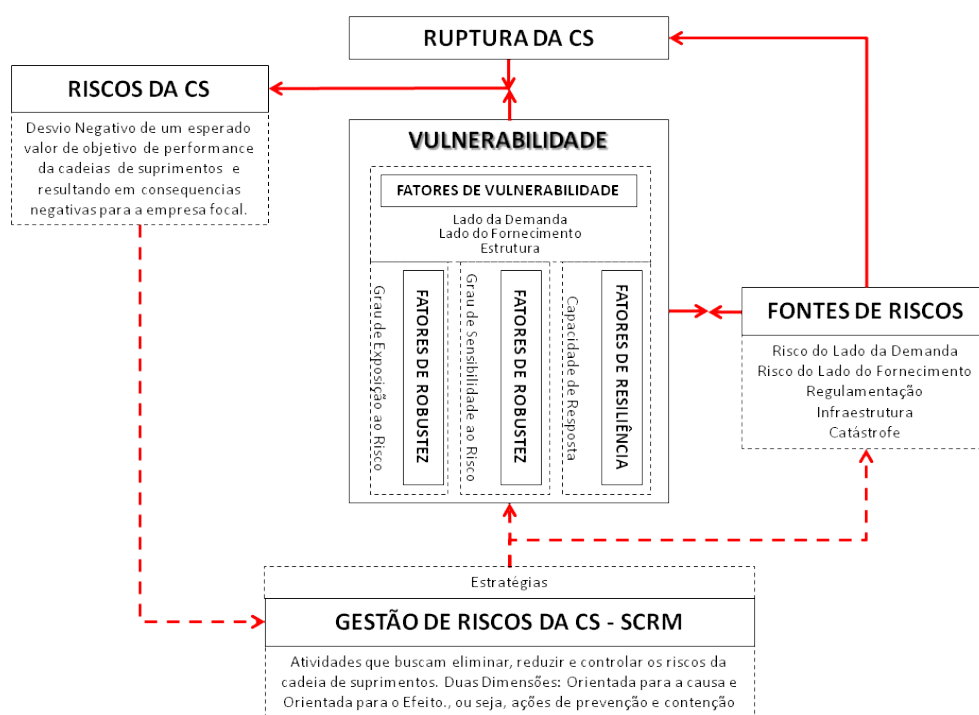 RUPTURA DA CS
RISCOS DA CS
Desvio Negativo de um esperado
valor de objetivo de performance
da cadeias de suprimentos e
resultando em consequencias
negativas para a empresa focal.
VULNERABILIDADE
FATORES DE VULNERABILIDADE
Lado da Demanda
Lado do Fornecimento
Estrutura
Grau de Exposição ao Risco
FATORES DE ROBUSTEZ
Grau de Sensibilidade ao Risco
FATORES DE ROBUSTEZ
Capacidade de Resposta
FATORES DE RESILIÊNCIA
FONTES DE RISCOS
Risco do Lado da Demanda
Risco do Lado do Fornecimento
Regulamentação
Infraestrutura
Catástrofe
Estratégias
GESTÃO DE RISCOS DA CS - SCRM
Atividades que buscam eliminar, reduzir e controlar os riscos da
cadeia de suprimentos. Duas Dimensões: Orientada para a causa e
Orientada para o Efeito., ou seja, ações de prevenção e contenção